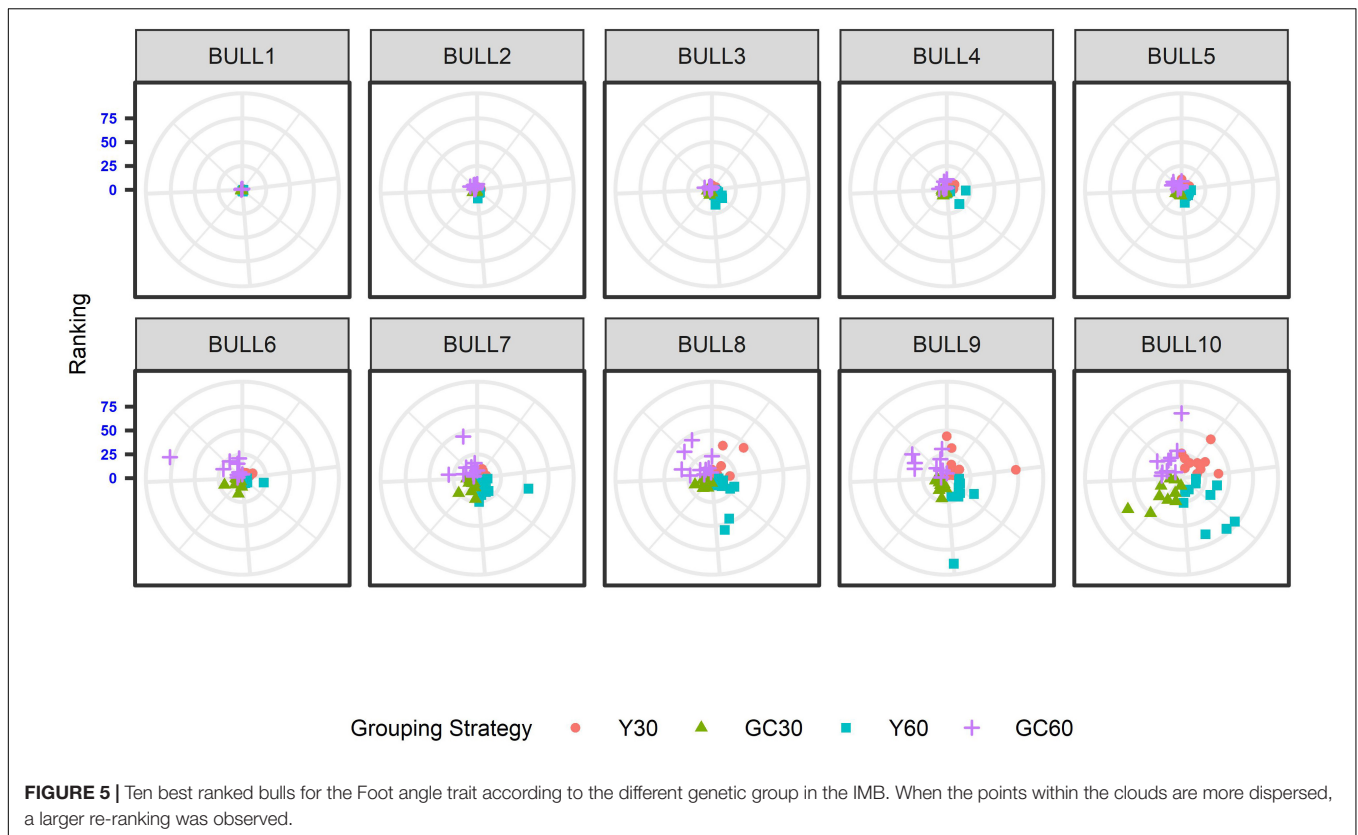 BULL1 BULL2 BULL3 BULL4 BULL5
75
50
25
0
Ranking
BULL6 BULL7 BULL8 BULL9 BULL10
75
50
25
0
Grouping Strategy Y30 GC30 Y60 GC60
FIGURE 5 | Ten best ranked bulls for the Foot angle trait according to the different genetic group in the IMB. When the points within the clouds are more dispersed,
a larger re-ranking was observed.